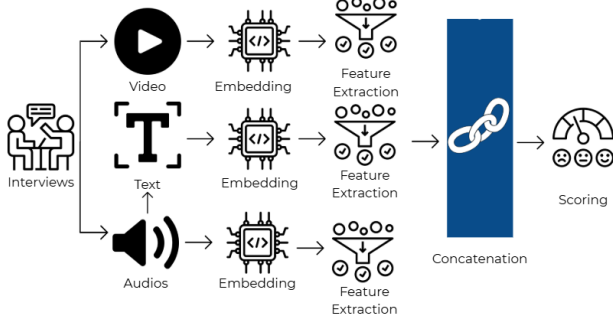 Video
Embedding
Feature
Extraction
Interviews
T
Text
Embedding
Feature
Extraction
Concatenation
Scoring
Audios
Embedding
Feature
Extraction